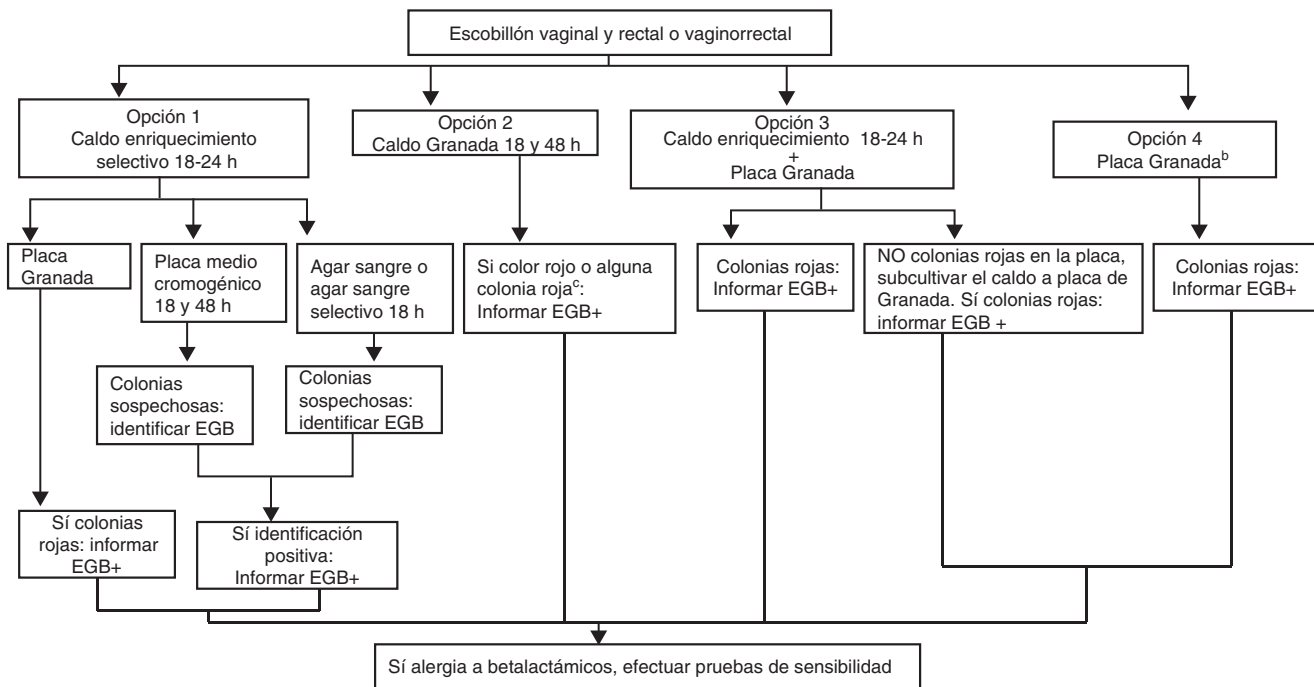 Escobillón vaginal y rectal o vaginorrectal
Opción 1
Caldo enriquecimiento
selectivo 18-24 h
Opción 2
Caldo Granada 18 y 48 h
Opción 3
Caldo enriquecimiento 18-24 h
+
Placa Granada
Opción 4
Placa Granadab
Placa
Granada
Placa medio
cromogénico
18 y 48 h
Agar sangre o
agar sangre
selectivo 18 h
Si color rojo o alguna
colonia rojac:
Informar EGB+
Colonias rojas:
Informar EGB+
NO colonias rojas en la placa,
subcultivar el caldo a placa de
Granada. Sí colonias rojas:
informar EGB +
Colonias rojas:
Informar EGB+
Colonias
sospechosas:
identificar EGB
Colonias
sospechosas:
identificar EGB
Sí colonias
rojas: informar
EGB+
Sí identificación
positiva:
Informar EGB+
Sí alergia a betalactámicos, efectuar pruebas de sensibilidad